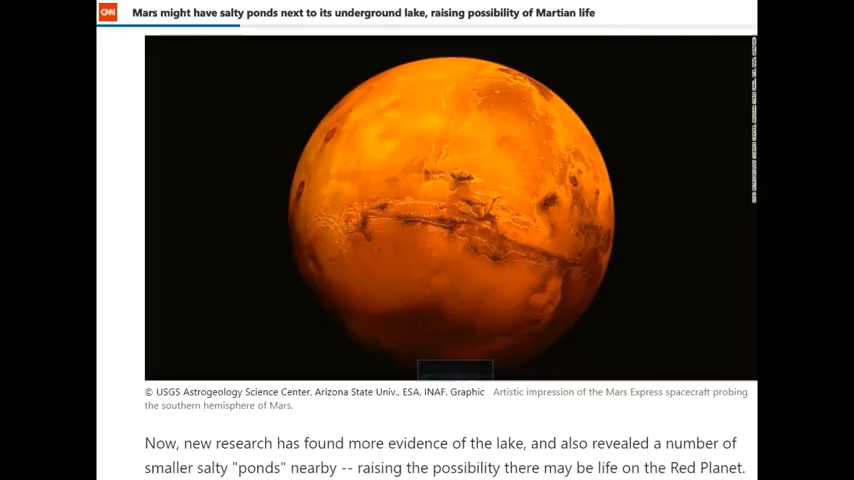 CNN
Mars might have salty ponds next to its underground lake, raising possibility of Martian life
© USGS Astrogeology Science Center, Arizona State Univ., ESA, INAF. Graphic Artistic impression of the Mars Express spacecraft probing
the southern hemisphere of Mars.
Now, new research has found more evidence of the lake, and also revealed a number of
smaller salty "ponds" nearby -- raising the possibility there may be life on the Red Planet.